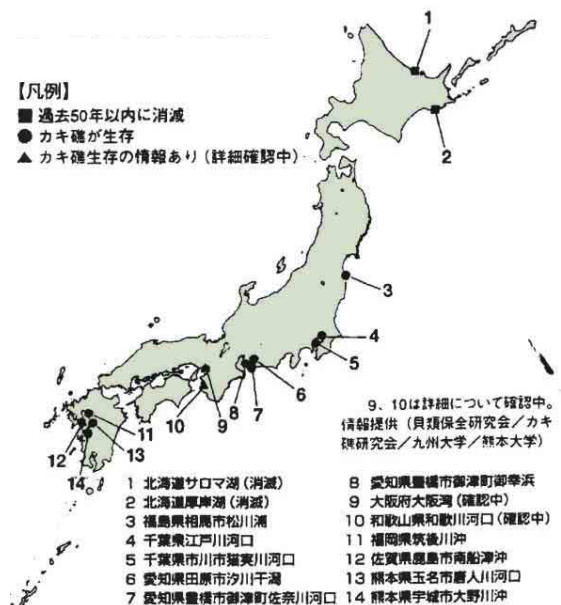 【凡例】
■ 過去50年以内に消滅
● カキ礁が生存
▲ カキ礁生存の情報あり(詳細確認中)
1
2
3
4
5
6
7
8
9
10
11
12
13
14
9、10は詳細について確認中。
情報提供(貝類保全研究会/カキ
礁研究会/九州大学/熊本大学)
1 北海道サロマ湖(消滅)
2 北海道厚岸湖(消滅)
3 福島県相馬市松川浦
4 千葉県江戸川河口
5 千葉県市川市猫実川河口
6 愛知県田原市汐川干潟
7 愛知県豊橋市御津町佐奈川河口
8 愛知県豊橋市御津町御幸浜
9 大阪府大阪湾(確認中)
10 和歌山県和歌川河口(確認中)
11 福岡県筑後川沖
12 佐賀県鹿島市南船津沖
13 熊本県玉名市唐人川河口
14 熊本県宇城市大野川沖